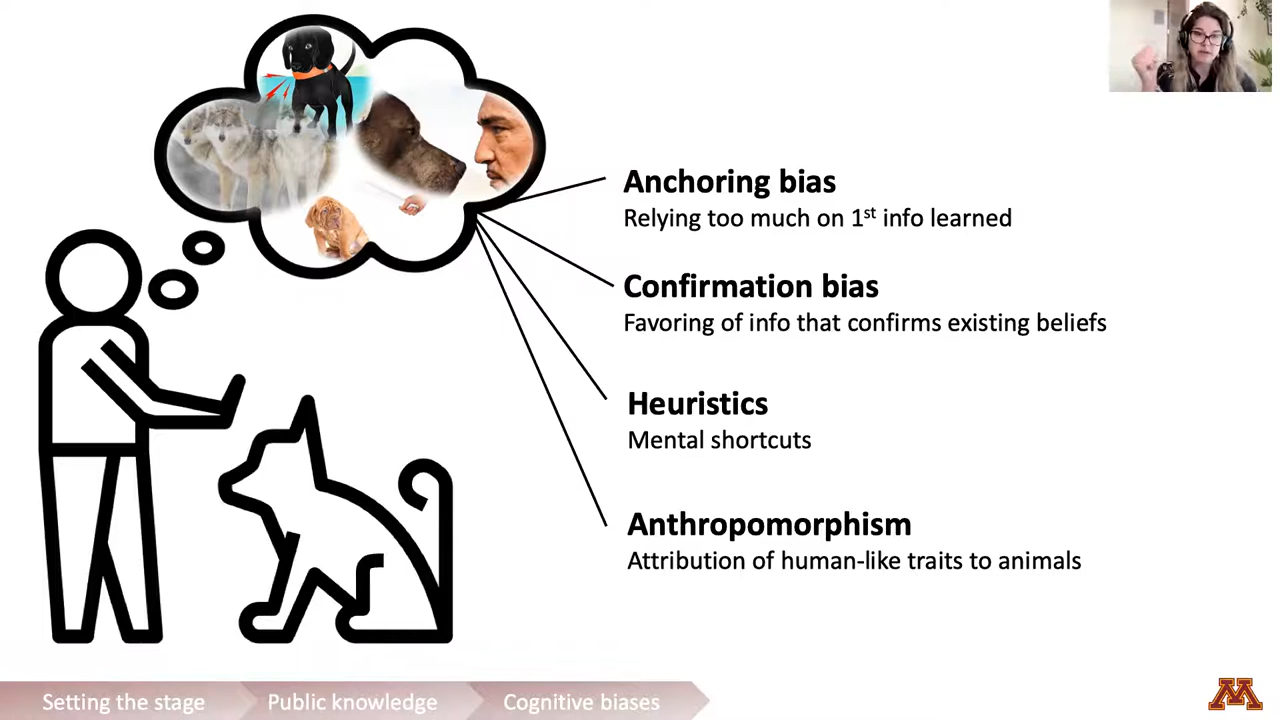 Anchoring bias
Relying too much on 1st info learned
Confirmation bias
Favoring of info that confirms existing beliefs
Heuristics
Mental shortcuts
Anthropomorphism
Attribution of human-like traits to animals
Setting the stage
Public knowledge
Cognitive biases
M